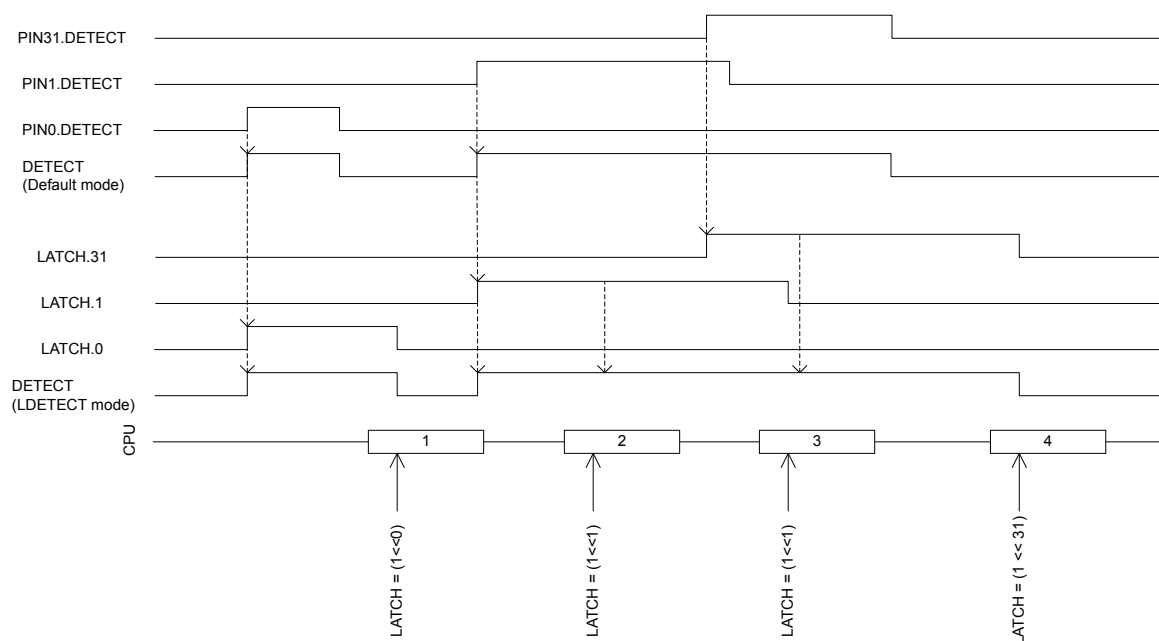 PIN31.DETECT
PIN1.DETECT
PIN0.DETECT
DETECT
(Default mode)
LATCH.31
LATCH.1
LATCH.0
DETECT
(LDETECT mode)
CPU
1
2
3
4
LATCH = (1<<0)
LATCH = (1<<1)
LATCH = (1<<1)
ATCH = (1 << 31)